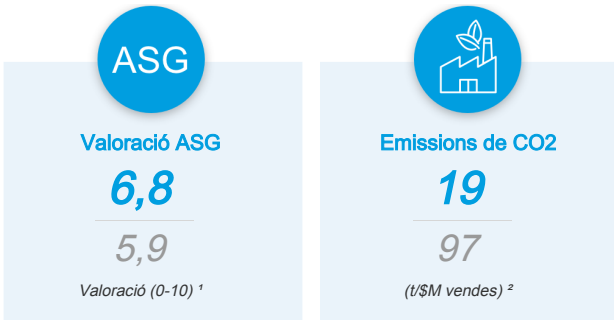 ASG
Valoració ASG
6,8
5,9
Valoració (0-10) ¹
Emissions de CO2
19
97
(t/$M vendes) ²